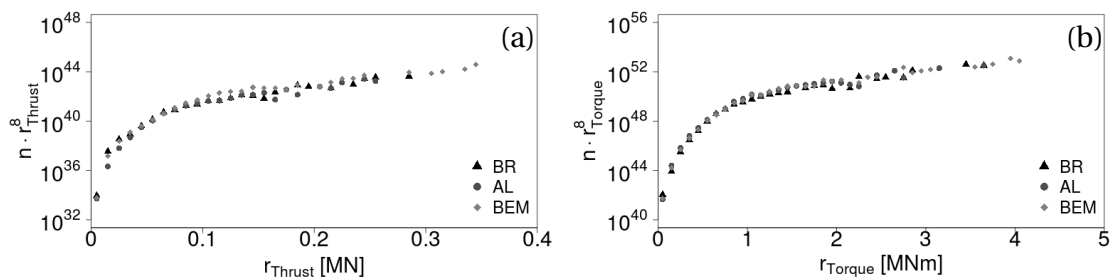 10^48
10^44
10^40
10^36
10^32
n · r^8_Thrust
(a)
BR
AL
BEM
0 0.1 0.2 0.3 0.4
r_Thrust [MN]
10^56
10^52
10^48
10^44
10^40
n · r^8_Torque
(b)
BR
AL
BEM
0 1 2 3 4 5
r_Torque [MNm]